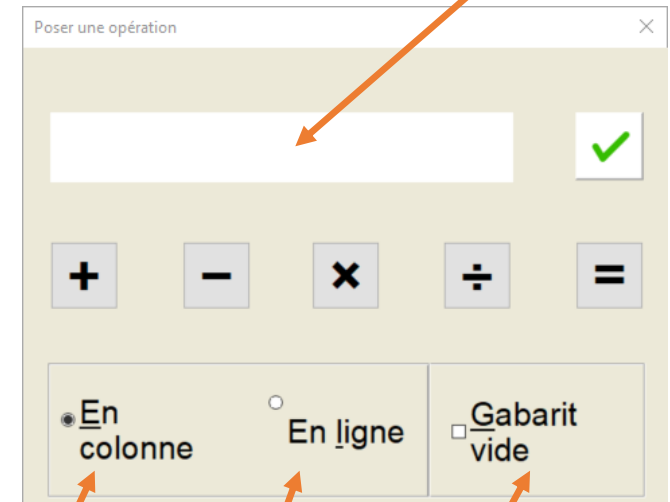 Poser une opération
+ − × ÷ =
En
colonne
En ligne
Gabarit
vide